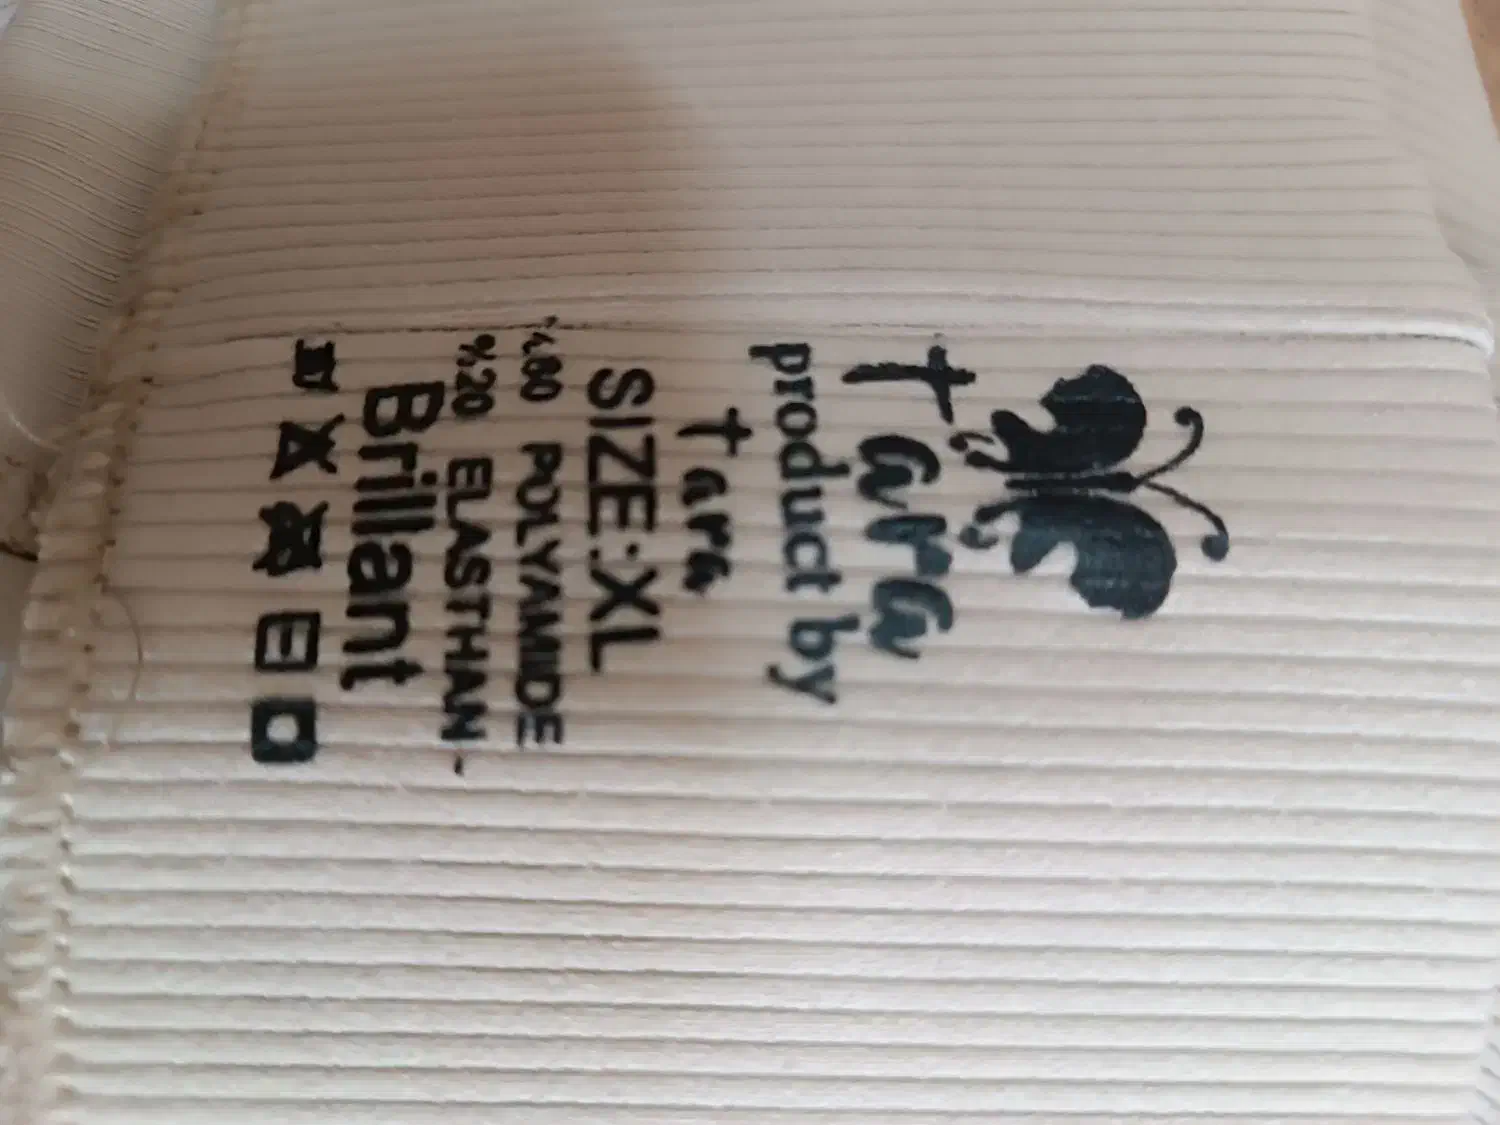 Tara
product by
Tara
SIZE:XL
%80 POLYAMIDE
%20 ELASTHAN-
Brillant